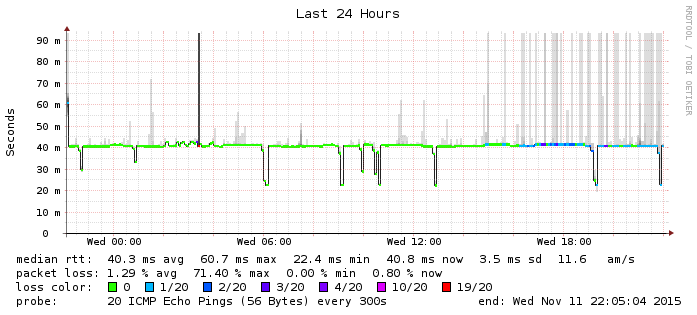 Last 24 Hours
RRDTOOL / TOBI OETIKER
Seconds
90 m
80 m
70 m
60 m
50 m
40 m
30 m
20 m
10 m
0
Wed 00:00 Wed 06:00 Wed 12:00 Wed 18:00
median rtt: 40.3 ms avg 60.7 ms max 22.4 ms min 40.8 ms now 3.5 ms sd 11.6 am/s
packet loss: 1.29 % avg 71.40 % max 0.00 % min 0.80 % now
loss color: 0 1/20 2/20 3/20 4/20 10/20 19/20
probe: 20 ICMP Echo Pings (56 Bytes) every 300s end: Wed Nov 11 22:05:04 2015